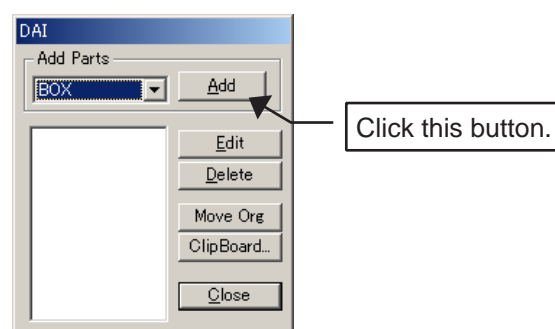 DAI
Add Parts
BOX
Add
Click this button.
Edit
Delete
Move Org
ClipBoard...
Close